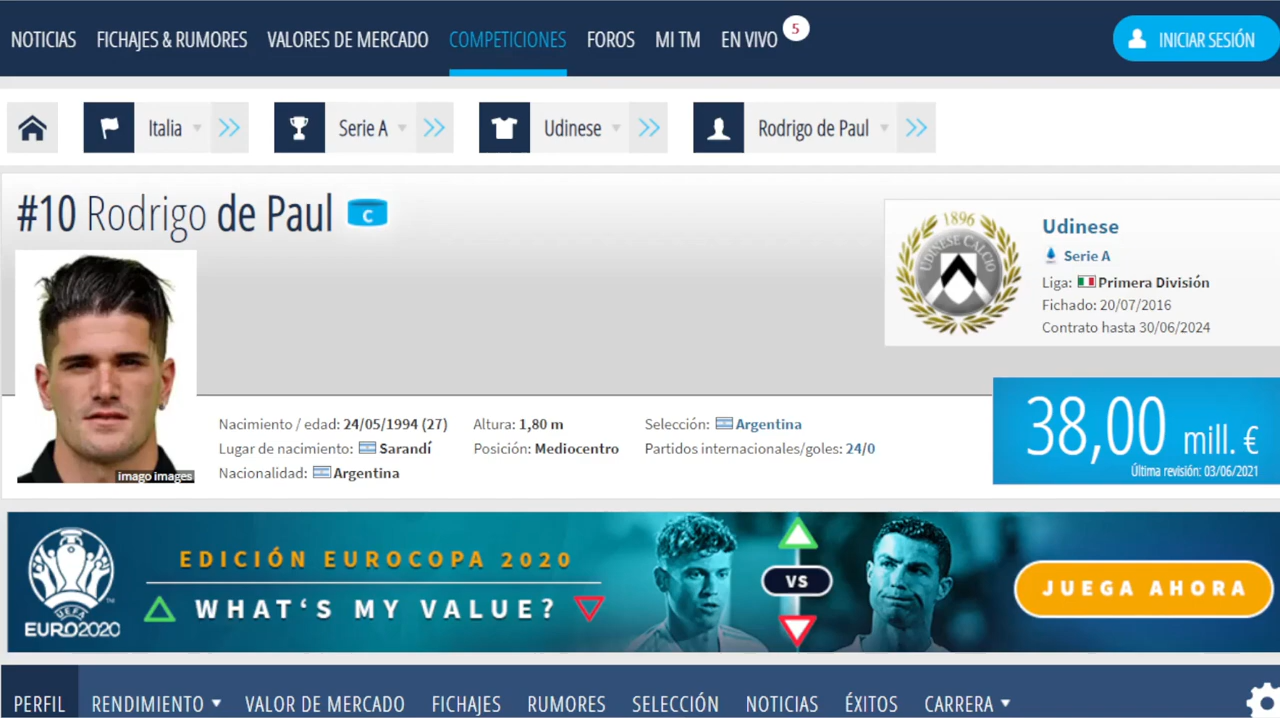 NOTICIAS FICHAJES & RUMORES VALORES DE MERCADO COMPETICIONES FOROS MI TM EN VIVO 5 INICIAR SESIÓN
Italia Serie A Udinese Rodrigo de Paul
#10 Rodrigo de Paul C
1896
UDINESE CALCIO
Udinese
Serie A
Liga: Primera División
Fichado: 20/07/2016
Contrato hasta 30/06/2024
imago images
Nacimiento / edad: 24/05/1994 (27)
Lugar de nacimiento: Sarandí
Nacionalidad: Argentina
Altura: 1,80 m
Posición: Mediocentro
Selección: Argentina
Partidos internacionales/goles: 24/0
38,00 mill. €
Última revisión: 03/06/2021
UEFA
EURO2020
EDICIÓN EUROCOPA 2020
WHAT'S MY VALUE?
VS
JUEGA AHORA
PERFIL RENDIMIENTO VALOR DE MERCADO FICHAJES RUMORES SELECCIÓN NOTICIAS ÉXITOS CARRERA